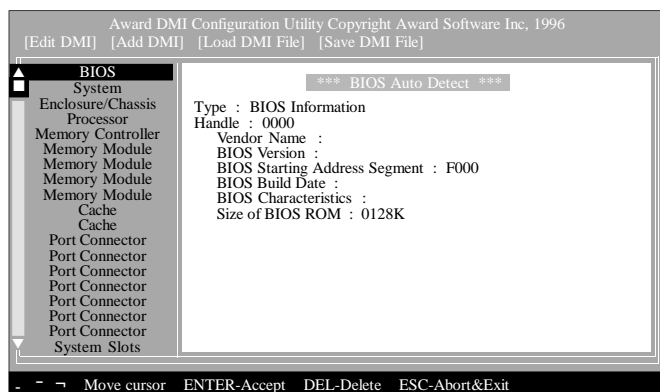 Award DMI Configuration Utility Copyright Award Software Inc, 1996
[Edit DMI] [Add DMI] [Load DMI File] [Save DMI File]
BIOS
System
Enclosure/Chassis
Processor
Memory Controller
Memory Module
Memory Module
Memory Module
Memory Module
Cache
Cache
Port Connector
Port Connector
Port Connector
Port Connector
Port Connector
Port Connector
Port Connector
System Slots
*** BIOS Auto Detect ***
Type : BIOS Information
Handle : 0000
Vendor Name :
BIOS Version :
BIOS Starting Address Segment : F000
BIOS Build Date :
BIOS Characteristics :
Size of BIOS ROM : 0128K
- ¯ ¬ Move cursor ENTER-Accept DEL-Delete ESC-Abort&Exit